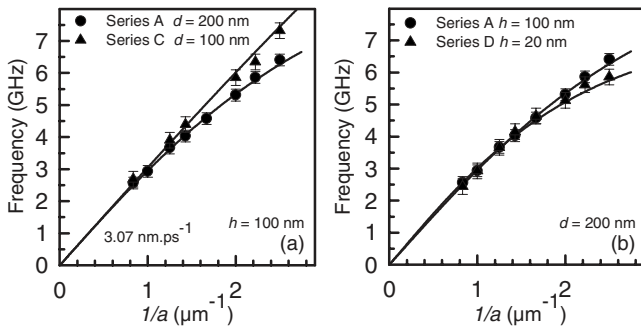 Series A d = 200 nm
Series C d = 100 nm
7
6
5
4
3
2
1
0
Frequency (GHz)
3.07 nm.ps-1
h = 100 nm
(a)
0 1 2
1/a (µm-1)
Series A h = 100 nm
Series D h = 20 nm
7
6
5
4
3
2
1
0
Frequency (GHz)
d = 200 nm
(b)
0 1 2
1/a (µm-1)